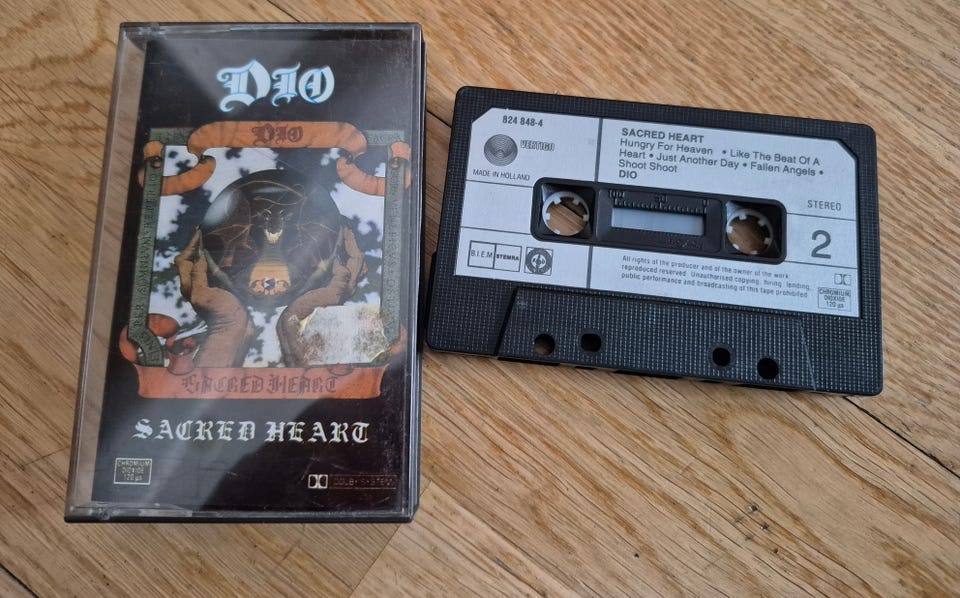 DIO
DIO
SACRED HEART
SACRED HEART
CHROMIUM
DIOXIDE
120 µs
DOLBY SYSTEM
824 848-4
VERTIGO
MADE IN HOLLAND
SACRED HEART
Hungry For Heaven • Like The Beat Of A
Heart • Just Another Day • Fallen Angels •
Shoot Shoot
DIO
STEREO
2
B.I.E.M. STEMRA
All rights of the producer and of the owner of the work
reproduced reserved. Unauthorised copying, hiring, lending,
public performance and broadcasting of this tape prohibited
CHROMIUM
DIOXIDE
120 µs